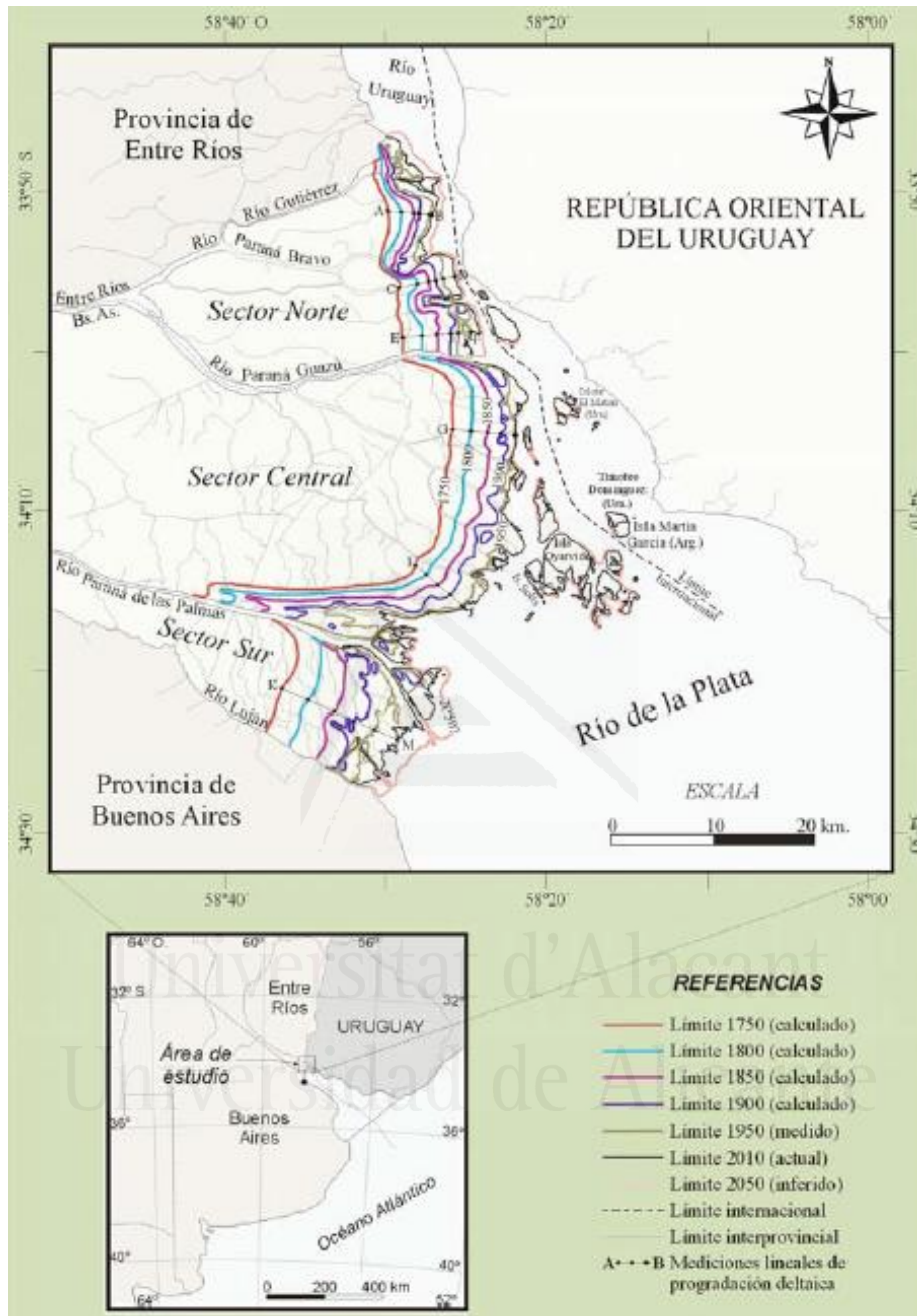 58°40' O
58°20'
58°00'
Río
Uruguay
N
Provincia de
Entre Ríos
33°50' S
Río Gutiérrez
REPÚBLICA ORIENTAL
DEL URUGUAY
A
B
Río
Paraná Bravo
C
D
Entre Ríos
Bs. As.
Sector Norte
E
Río Paraná Guazú
G
1750
1800
1850
1900
1950
Sector Central
Timoteo
Domínguez
(Uru.)
34°10'
Isla Martín
García (Arg.)
Isla
Oyarvide
Límite
Internacional
Río Paraná de las Palmas
Sector Sur
K
Río Luján
M
Río de la Plata
Provincia de
Buenos Aires
ESCALA
0 10 20 km.
34°30'
58°40'
58°20'
58°00'
64° O.
60°
56°
32° S
32°
Entre
Ríos
URUGUAY
Área de
estudio
36°
36°
Buenos
Aires
Océano Atlántico
40°
40°
0 200 400 km
64°
52°
Universitat d'Alacant
Universidad de Alicante
REFERENCIAS
Límite 1750 (calculado)
Límite 1800 (calculado)
Límite 1850 (calculado)
Límite 1900 (calculado)
Límite 1950 (medido)
Límite 2010 (actual)
Límite 2050 (inferido)
Límite internacional
Límite interprovincial
A B Mediciones lineales de
progradación deltaica